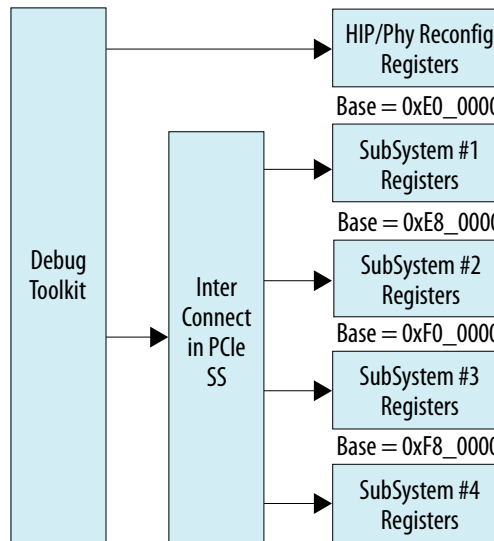 HIP/Phy Reconfig
Registers
Base = 0xE0_0000
SubSystem #1
Registers
Base = 0xE8_0000
Debug
Toolkit
Inter
Connect
in PCIe
SS
SubSystem #2
Registers
Base = 0xF0_0000
SubSystem #3
Registers
Base = 0xF8_0000
SubSystem #4
Registers